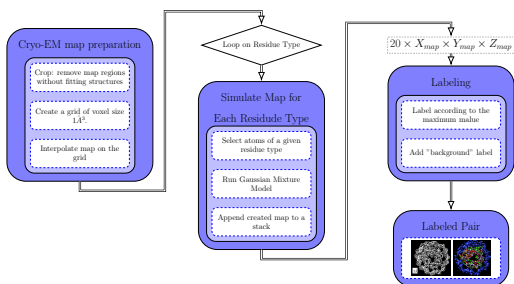 Cryo-EM map preparation
Crop: remove map regions
without fitting structures
Create a grid of voxel size
1Å³.
Interpolate map on the
grid
Loop on Residue Type
Simulate Map for
Each Residude Type
Select atoms of a given
residue type
Run Gaussian Mixture
Model
Append created map to a
stack
20 × X_map × Y_map × Z_map
Labeling
Label according to the
maximum malue
Add "background" label
Labeled Pair